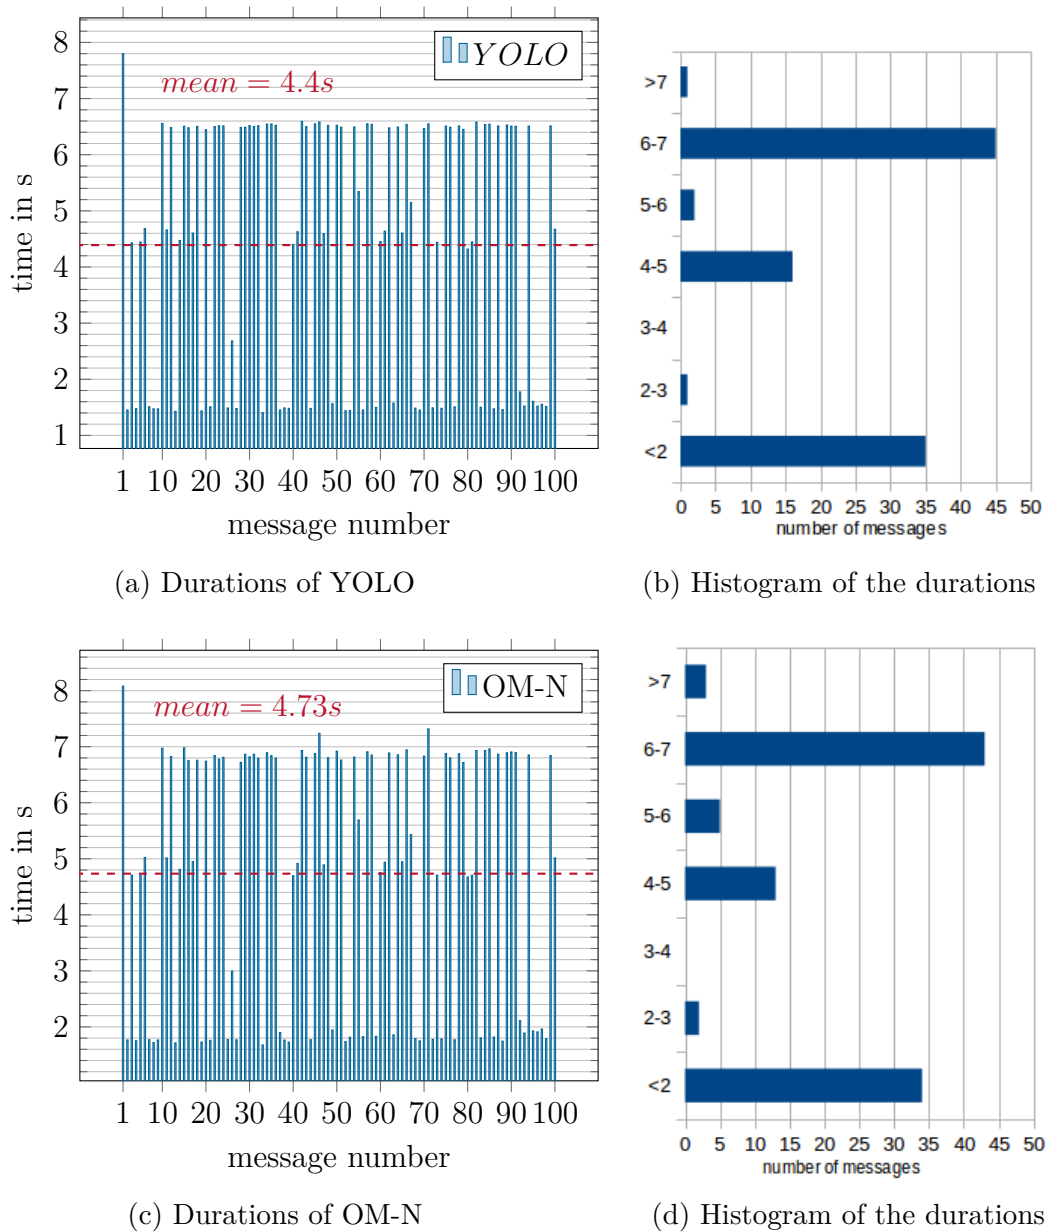 YOLO
mean = 4.4s
8
7
6
5
4
3
2
1
time in s
1 10 20 30 40 50 60 70 80 90 100
message number
(a) Durations of YOLO
>7
6-7
5-6
4-5
3-4
2-3
<2
0 5 10 15 20 25 30 35 40 45 50
number of messages
(b) Histogram of the durations
OM-N
mean = 4.73s
8
7
6
5
4
3
2
time in s
1 10 20 30 40 50 60 70 80 90 100
message number
(c) Durations of OM-N
>7
6-7
5-6
4-5
3-4
2-3
<2
0 5 10 15 20 25 30 35 40 45 50
number of messages
(d) Histogram of the durations